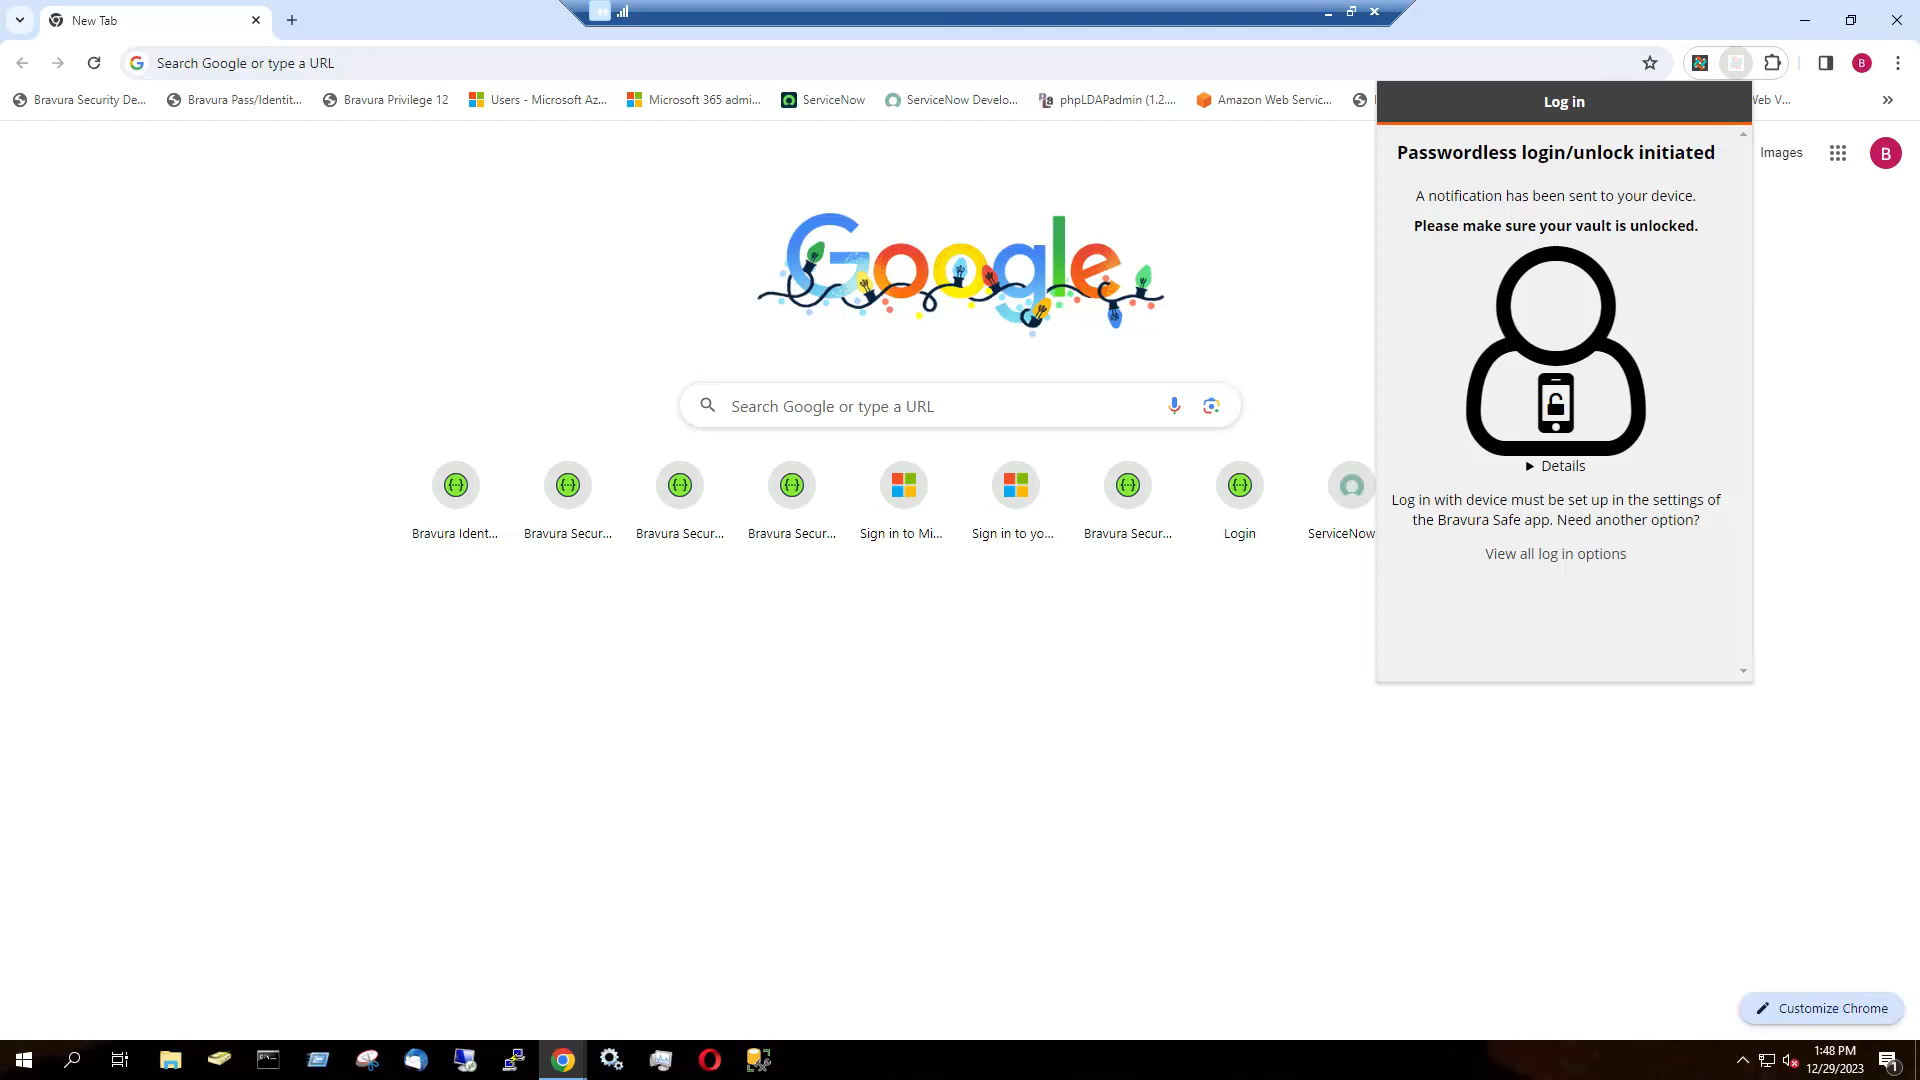 New Tab
Search Google or type a URL
Bravura Security De...
Bravura Pass/Identit...
Bravura Privilege 12
Users - Microsoft Az...
Microsoft 365 admi...
ServiceNow
ServiceNow Develo...
phpLDAPadmin (1.2....
Amazon Web Servic...
Web V...
Log in
Passwordless login/unlock initiated
A notification has been sent to your device.
Please make sure your vault is unlocked.
Details
Log in with device must be set up in the settings of
the Bravura Safe app. Need another option?
View all log in options
Images
B
B
Google
Search Google or type a URL
Bravura Ident...
Bravura Secur...
Bravura Secur...
Bravura Secur...
Sign in to Mi...
Sign in to yo...
Bravura Secur...
Login
ServiceNow
Customize Chrome
1:48 PM
12/29/2023
1